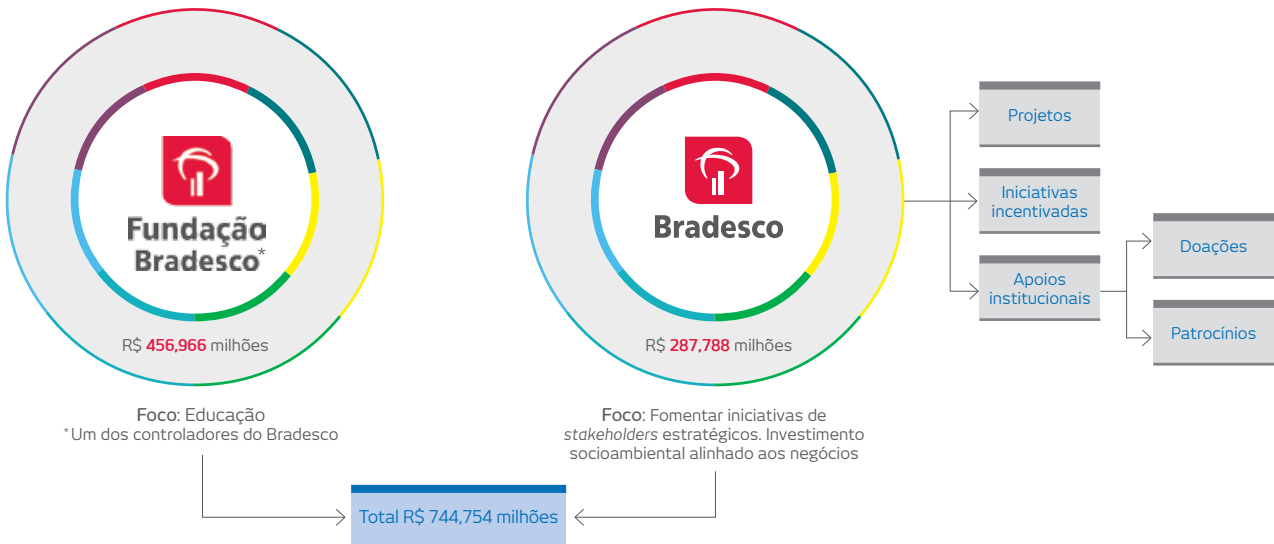 Fundação
Bradesco*
R$ 456,966 milhões
Foco: Educação
*Um dos controladores do Bradesco
Bradesco
R$ 287,788 milhões
Foco: Fomentar iniciativas de
stakeholders estratégicos. Investimento
socioambiental alinhado aos negócios
Projetos
Iniciativas
incentivadas
Apoios
institucionais
Doações
Patrocínios
Total R$ 744,754 milhões